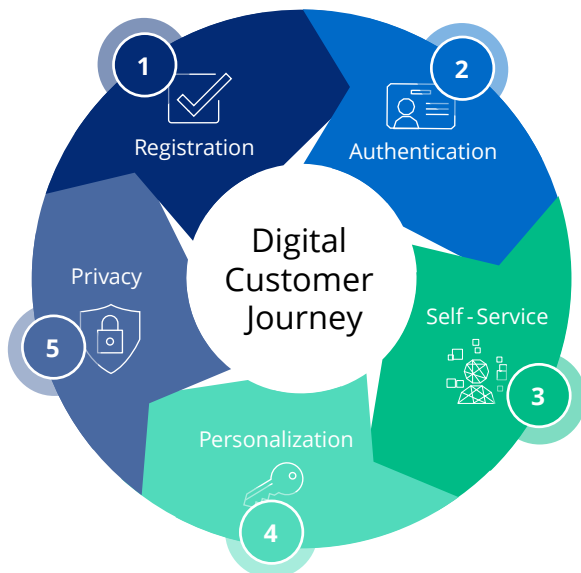 1
Registration
2
Authentication
Digital
Customer
Journey
Self-Service
3
Personalization
4
Privacy
5